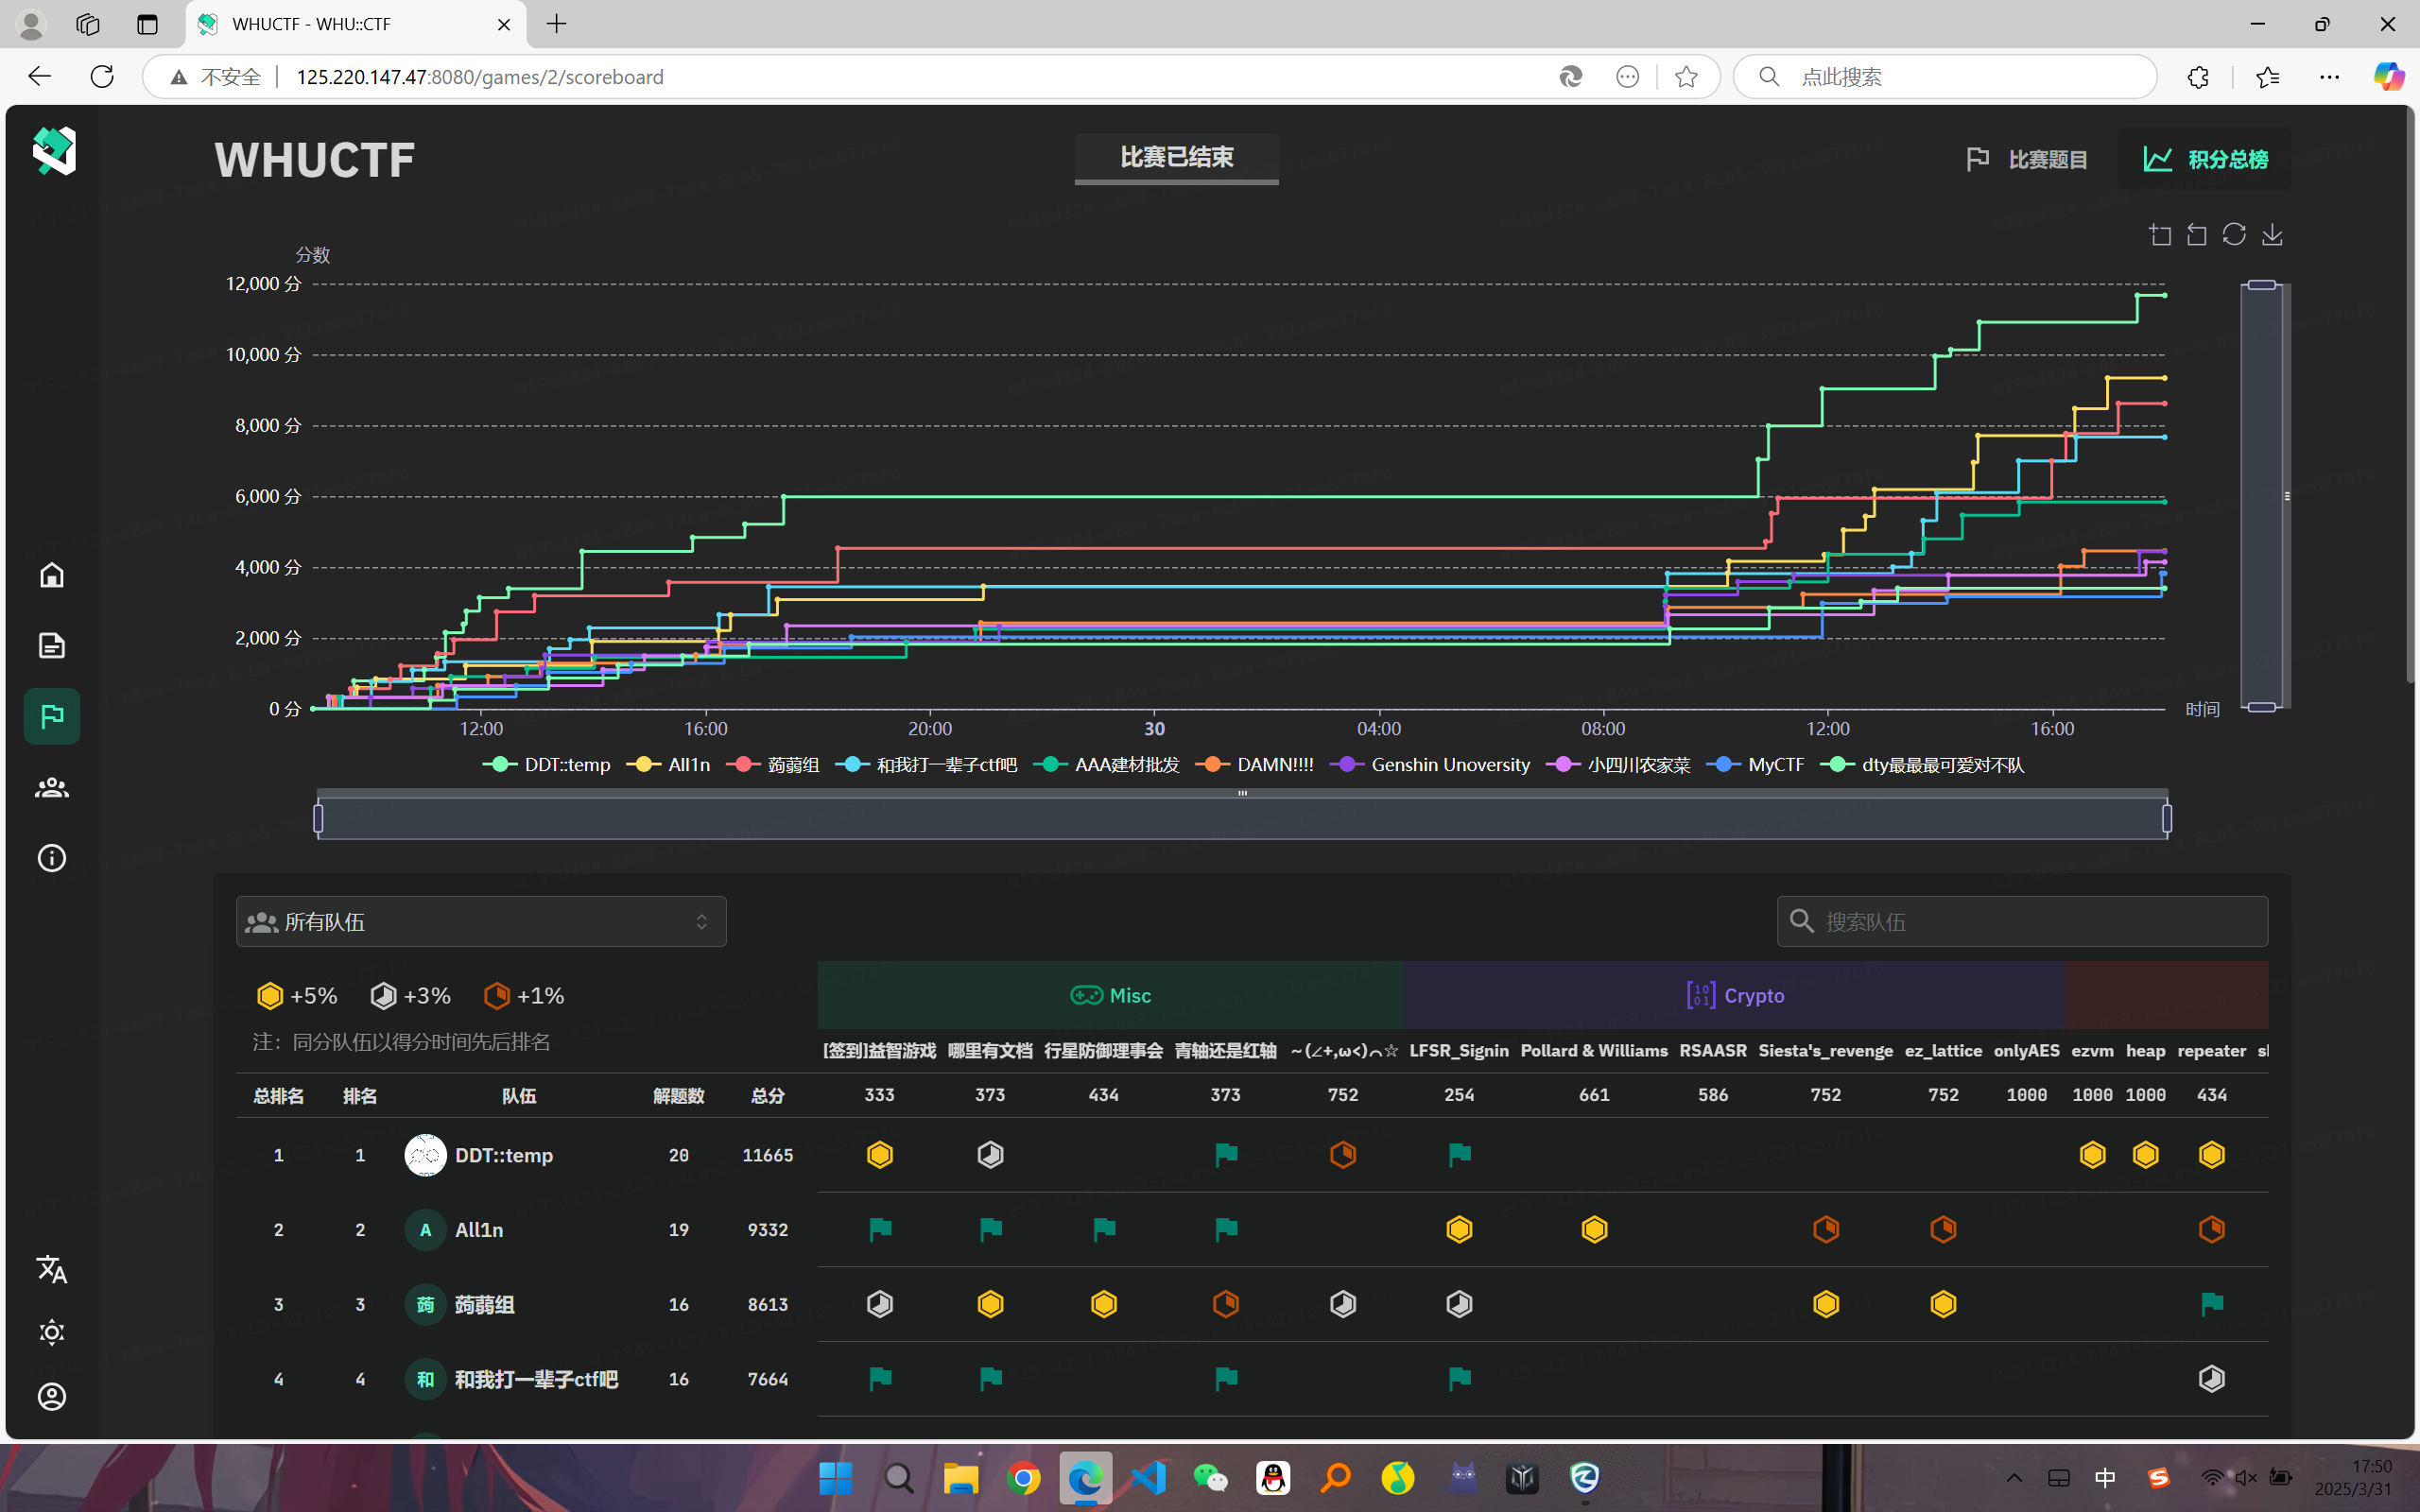 WHUCTF - WHU::CTF
不安全
125.220.147.47:8080/games/2/scoreboard
点此搜索
WHUCTF
比赛已结束
比赛题目
积分总榜
分数
12,000 分
10,000 分
8,000 分
6,000 分
4,000 分
2,000 分
0 分
12:00 16:00 20:00 30 04:00 08:00 12:00 16:00
时间
DDT::temp All1n 蒟蒻组 和我打一辈子ctf吧 AAA建材批发 DAMN!!!! Genshin Unoversity 小四川农家菜 MyCTF dty最最最可爱对不队
所有队伍
搜索队伍
+5% +3% +1%
Misc
Crypto
注：同分队伍以得分时间先后排名
[签到]益智游戏 哪里有文档 行星防御理事会 青轴还是红轴 ~(∠+,ω<)⌒☆ LFSR_Signin Pollard & Williams RSAASR Siesta's_revenge ez_lattice onlyAES ezvm heap repeater
总排名 排名 队伍 解题数 总分 333 373 434 373 752 254 661 586 752 752 1000 1000 1000 434
1 1 DDT::temp 20 11665
2 2 A All1n 19 9332
3 3 蒟 蒟蒻组 16 8613
4 4 和 和我打一辈子ctf吧 16 7664
中
17:50
2025/3/31